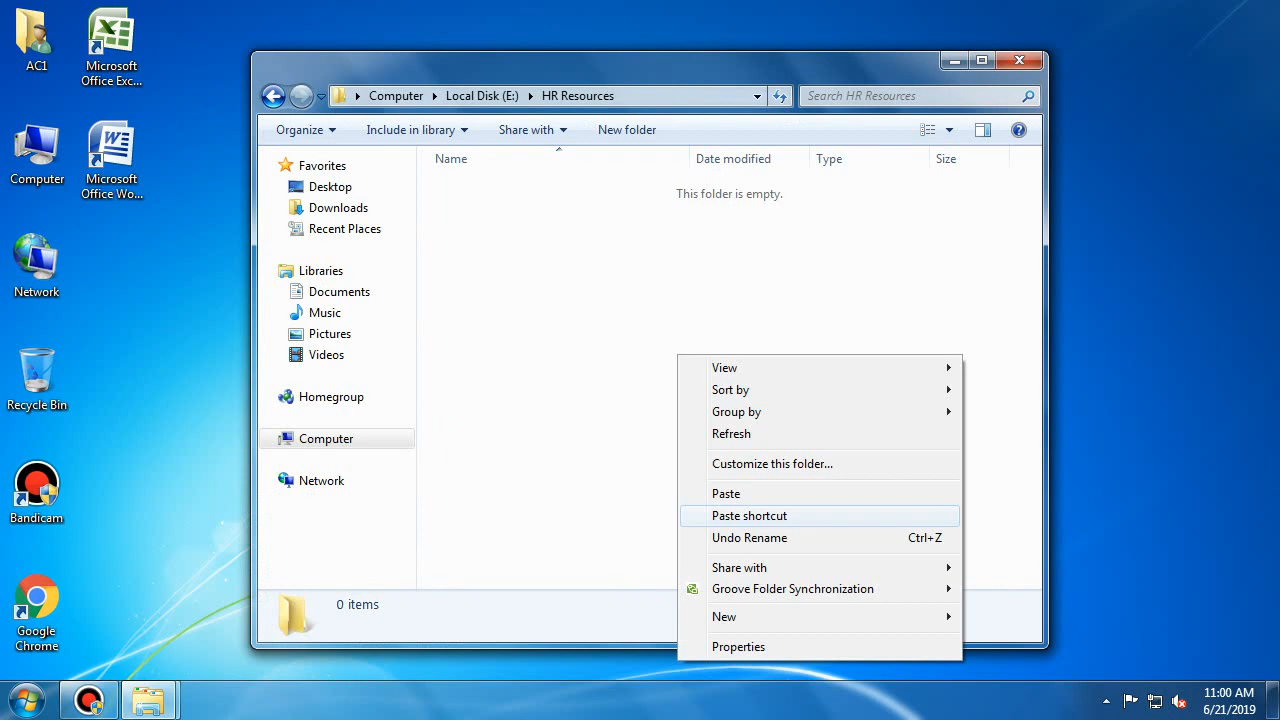 AC1
Microsoft
Office Exc...
Computer
Microsoft
Office Wo...
Network
Recycle Bin
Bandicam
Google
Chrome
Computer
Local Disk (E:)
HR Resources
Search HR Resources
Organize
Include in library
Share with
New folder
Favorites
Desktop
Downloads
Recent Places
Libraries
Documents
Music
Pictures
Videos
Homegroup
Computer
Network
Name
Date modified
Type
Size
This folder is empty.
View
Sort by
Group by
Refresh
Customize this folder...
Paste
Paste shortcut
Undo Rename Ctrl+Z
Share with
Groove Folder Synchronization
New
Properties
0 items
11:00 AM
6/21/2019